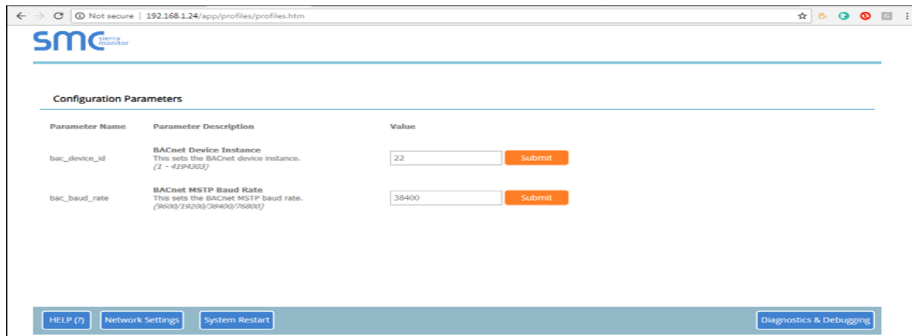 Not secure | 192.168.1.24/app/profiles/profiles.htm
SMC sierra monitor
Configuration Parameters
Parameter Name Parameter Description Value
BACnet Device Instance
bac_device_id This sets the BACnet device instance. 22 Submit
(1 - 4194303)
BACnet MSTP Baud Rate
bac_baud_rate This sets the BACnet MSTP baud rate. 38400 Submit
(9600/19200/38400/76800)
HELP (?) Network Settings System Restart Diagnostics & Debugging